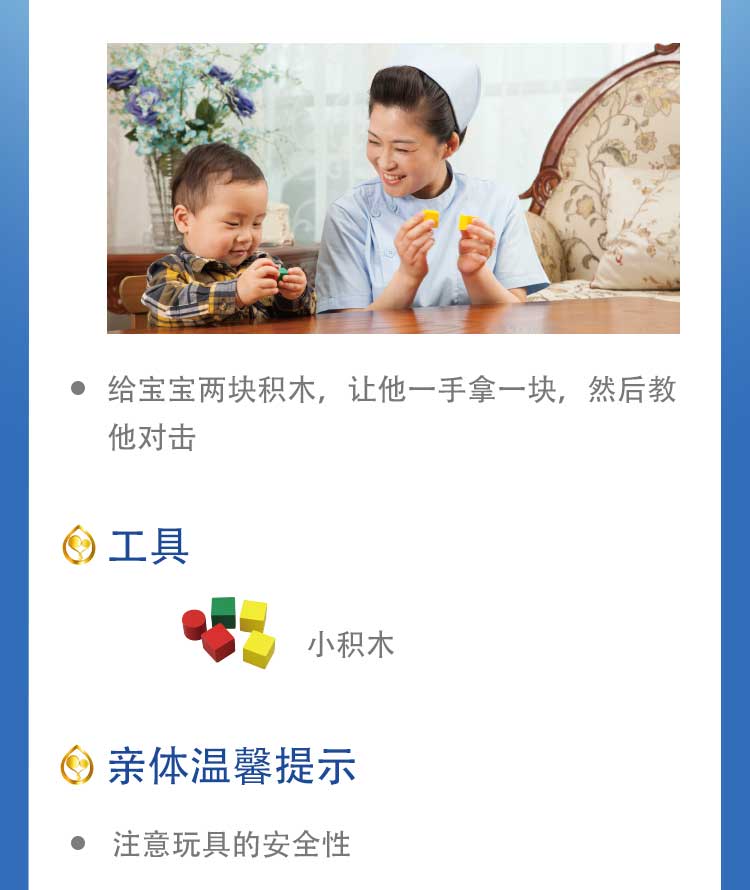 给宝宝两块积木，让他一手拿一块，然后教
他对击
工具
小积木
亲体温馨提示
注意玩具的安全性